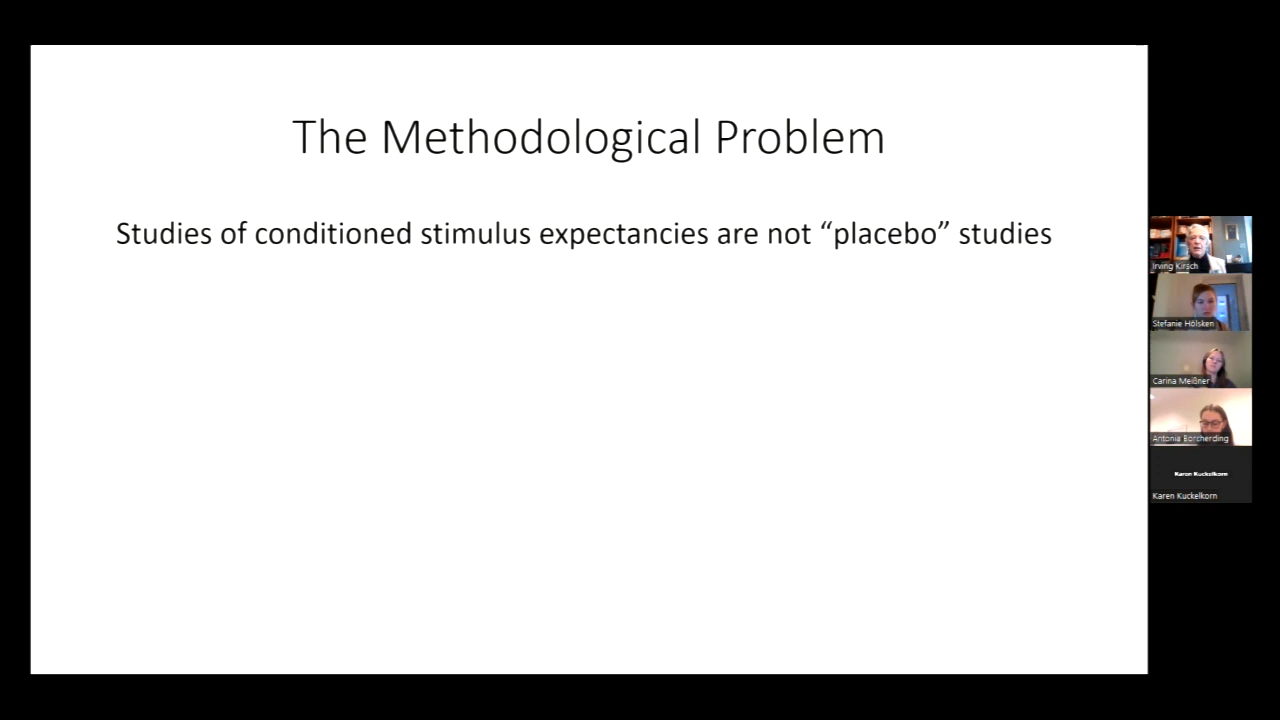 The Methodological Problem
Studies of conditioned stimulus expectancies are not “placebo” studies
Irving Kirsch
Stefanie Hölsken
Carina Meißner
Antonia Borcherding
Karen Kuckelkorn
Karen Kuckelkorn